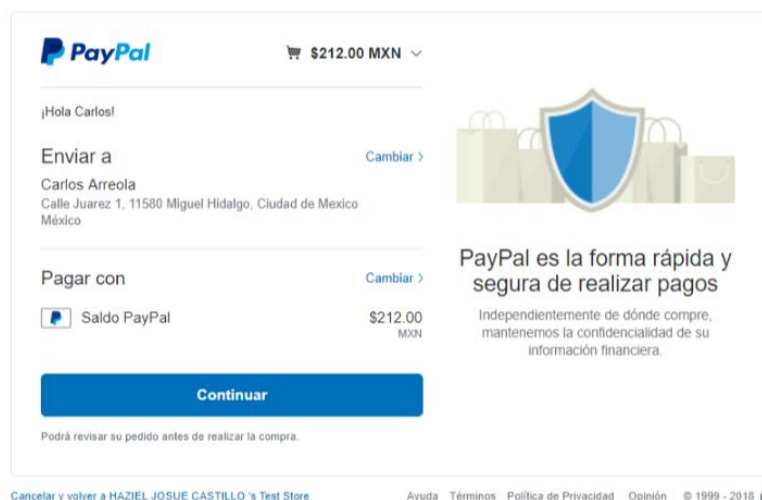 PayPal
$212.00 MXN
¡Hola Carlos!
Enviar a
Cambiar
Carlos Arreola
Calle Juarez 1, 11580 Miguel Hidalgo, Ciudad de Mexico
México
Pagar con
Cambiar
Saldo PayPal
$212.00
MXN
Continuar
Podrá revisar su pedido antes de realizar la compra.
PayPal es la forma rápida y
segura de realizar pagos
Independientemente de dónde compre,
mantenemos la confidencialidad de su
información financiera.
Cancelar y volver a HAZIEL JOSUE CASTILLO 's Test Store
Ayuda Términos Política de Privacidad Opinión © 1999 - 2018